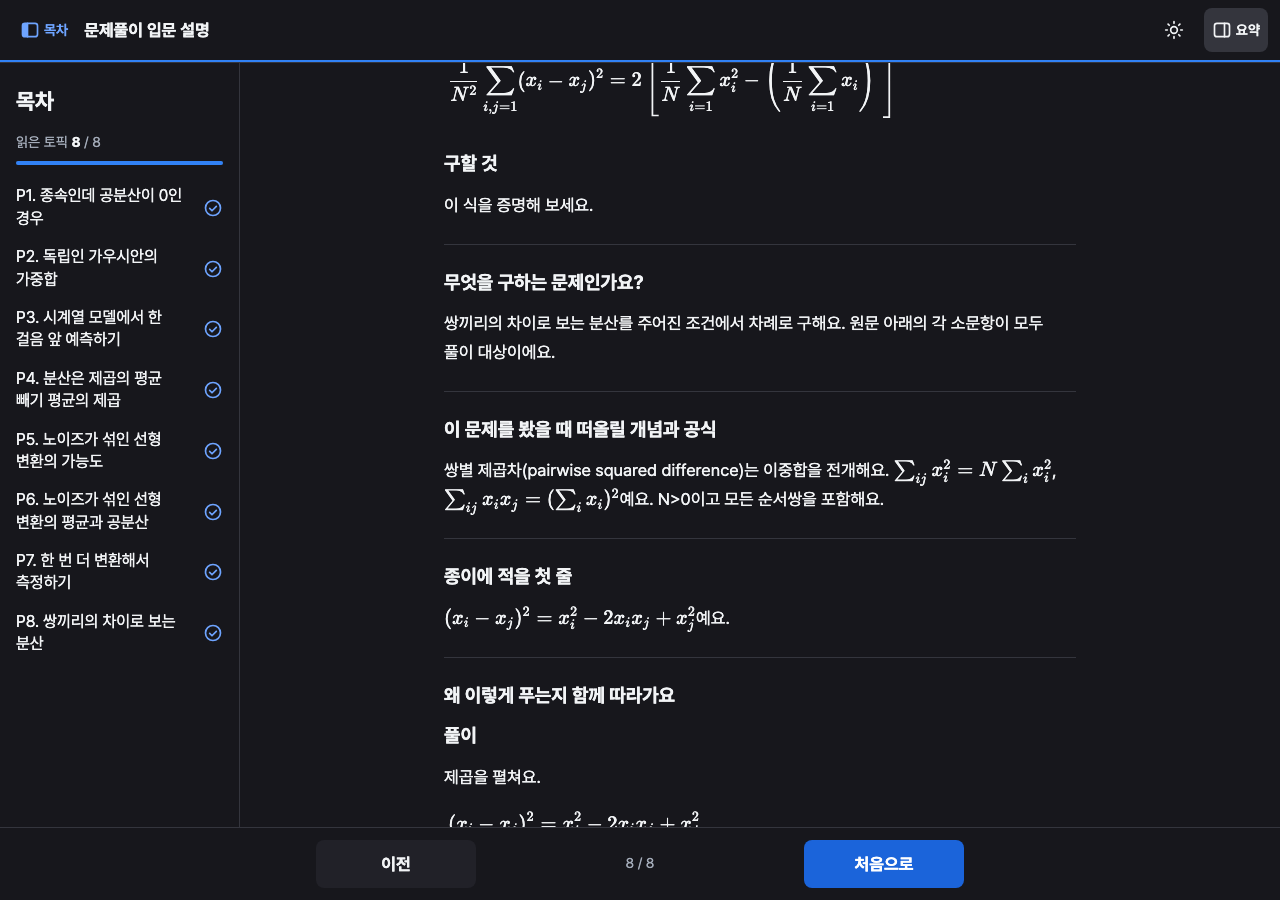 목차 문제풀이 입문 설명 요약
목차
읽은 토픽 8 / 8
P1. 종속인데 공분산이 0인
경우
P2. 독립인 가우시안의
가중합
P3. 시계열 모델에서 한
걸음 앞 예측하기
P4. 분산은 제곱의 평균
빼기 평균의 제곱
P5. 노이즈가 섞인 선형
변환의 가능도
P6. 노이즈가 섞인 선형
변환의 평균과 공분산
P7. 한 번 더 변환해서
측정하기
P8. 쌍끼리의 차이로 보는
분산
1/N² ∑_{i,j=1} (x_i − x_j)² = 2 [ 1/N ∑_{i=1} x_i² − ( 1/N ∑_{i=1} x_i ) ]
구할 것
이 식을 증명해 보세요.
무엇을 구하는 문제인가요?
쌍끼리의 차이로 보는 분산를 주어진 조건에서 차례로 구해요. 원문 아래의 각 소문항이 모두
풀이 대상이에요.
이 문제를 봤을 때 떠올릴 개념과 공식
쌍별 제곱차(pairwise squared difference)는 이중합을 전개해요. ∑_{ij} x_i² = N ∑_i x_i²,
∑_{ij} x_i x_j = (∑_i x_i)²예요. N>0이고 모든 순서쌍을 포함해요.
종이에 적을 첫 줄
(x_i − x_j)² = x_i² − 2x_i x_j + x_j²예요.
왜 이렇게 푸는지 함께 따라가요
풀이
제곱을 펼쳐요.
(x_i − x_j)² = x_i² − 2x_i x_j + x_j²
이전
8 / 8
처음으로